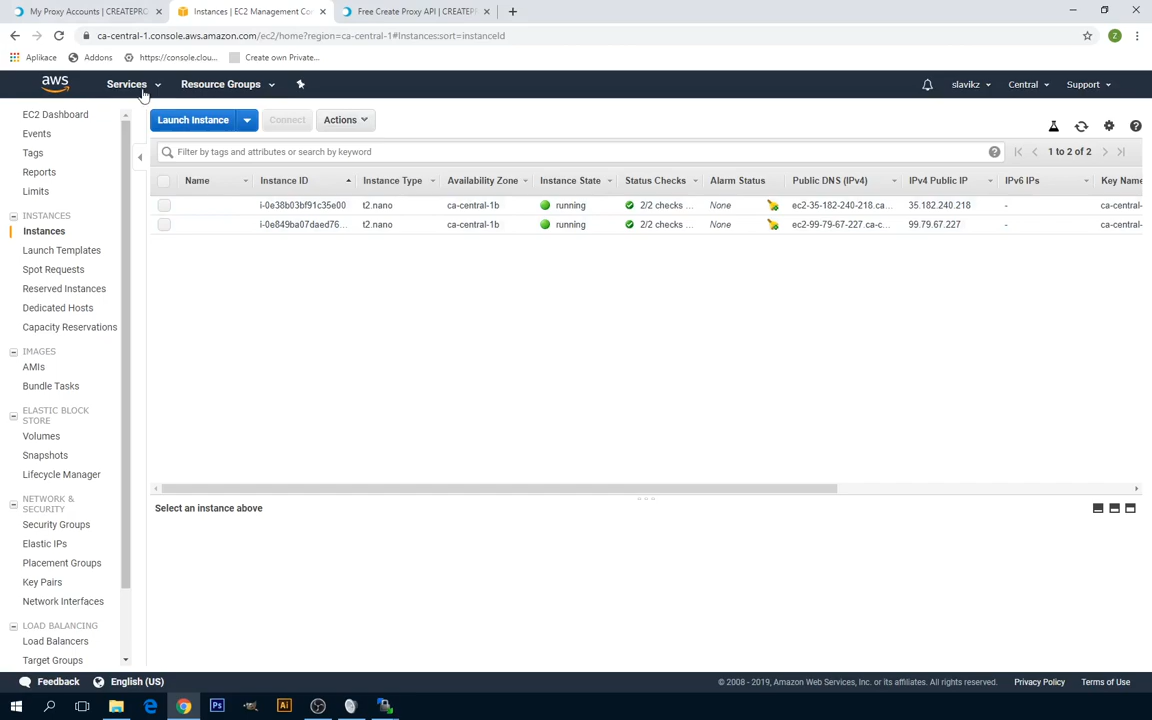 My Proxy Accounts | CREATEPRO
Instances | EC2 Management Co
Free Create Proxy API | CREATEP
ca-central-1.console.aws.amazon.com/ec2/home?region=ca-central-1#Instances:sort=instanceId
Z
Aplikace
Addons
https://console.clou...
Create own Private...
aws
Services
Resource Groups
slavikz
Central
Support
EC2 Dashboard
Events
Tags
Reports
Limits
INSTANCES
Instances
Launch Templates
Spot Requests
Reserved Instances
Dedicated Hosts
Capacity Reservations
IMAGES
AMIs
Bundle Tasks
ELASTIC BLOCK
STORE
Volumes
Snapshots
Lifecycle Manager
NETWORK &
SECURITY
Security Groups
Elastic IPs
Placement Groups
Key Pairs
Network Interfaces
LOAD BALANCING
Load Balancers
Target Groups
Launch Instance
Connect
Actions
Filter by tags and attributes or search by keyword
1 to 2 of 2
Name Instance ID Instance Type Availability Zone Instance State Status Checks Alarm Status Public DNS (IPv4) IPv4 Public IP IPv6 IPs Key Name
i-0e38b03bf91c35e00 t2.nano ca-central-1b running 2/2 checks ... None ec2-35-182-240-218.ca... 35.182.240.218 - ca-central-
i-0e849ba07daed76... t2.nano ca-central-1b running 2/2 checks ... None ec2-99-79-67-227.ca-c... 99.79.67.227 - ca-central-
Select an instance above
Feedback
English (US)
© 2008 - 2019, Amazon Web Services, Inc. or its affiliates. All rights reserved.
Privacy Policy
Terms of Use
Ps
Ai